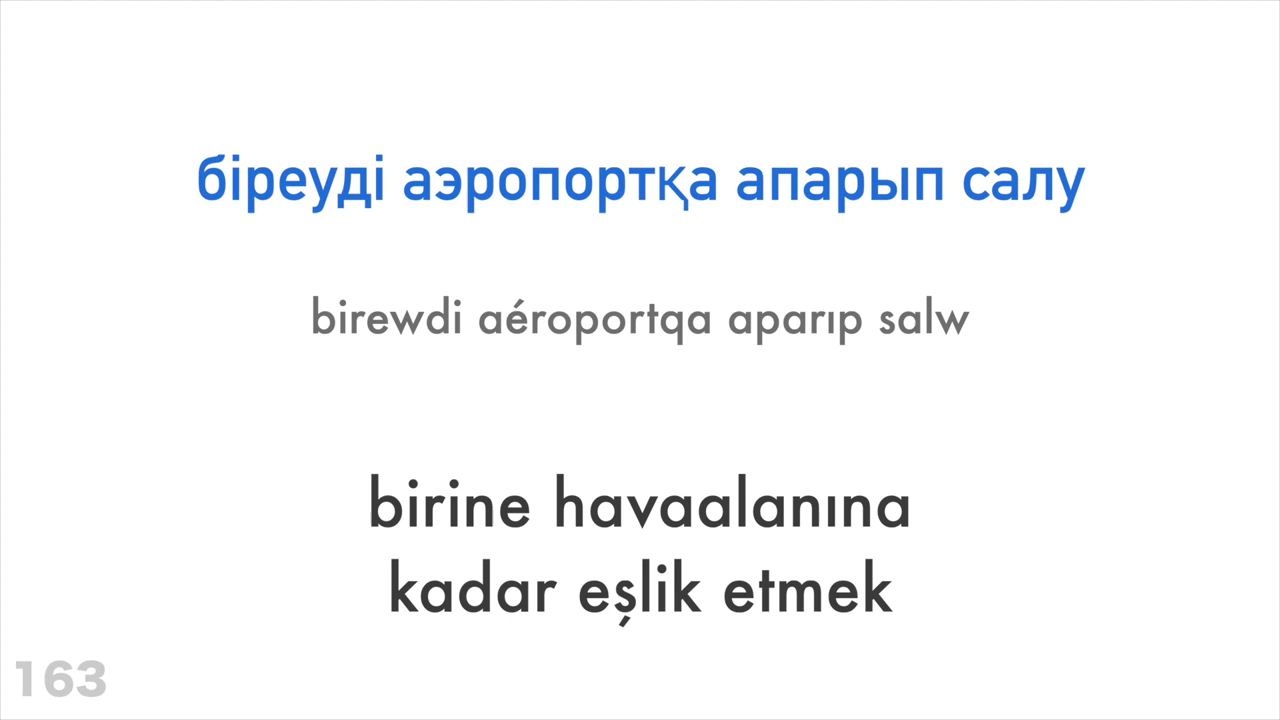 біреуді аэропортқа апарып салу
birewdi aéroportqa aparıp salw
birine havaalanına
kadar eşlik etmek
163